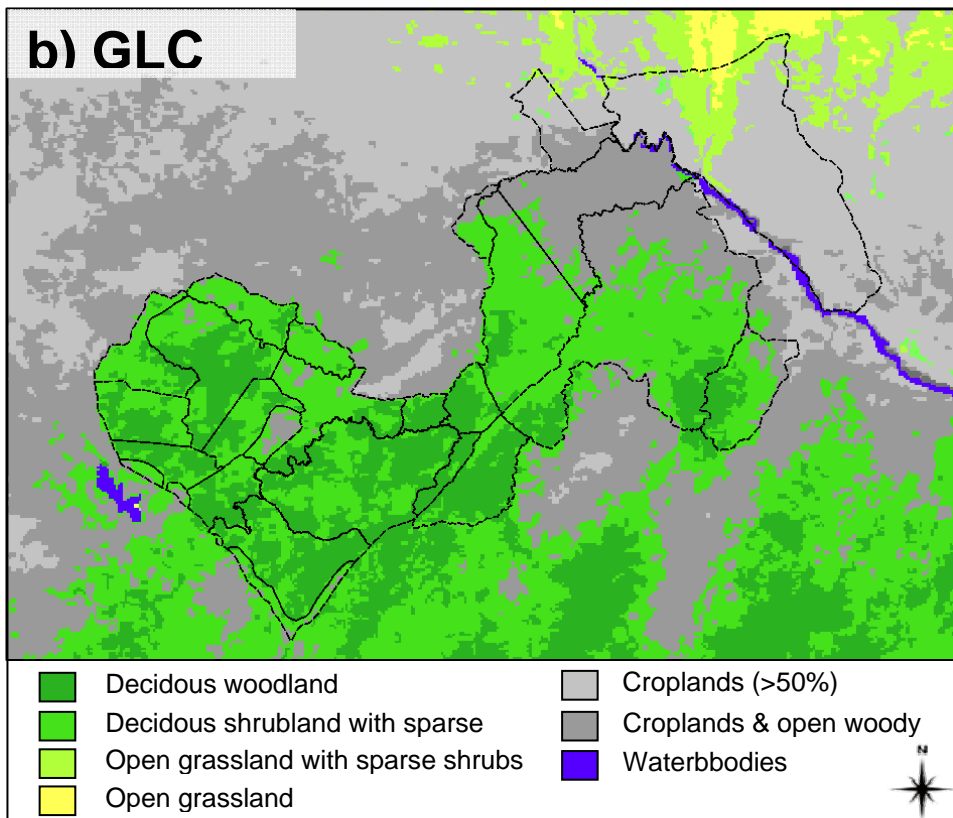 b) GLC
Decidous woodland
Decidous shrubland with sparse
Open grassland with sparse shrubs
Open grassland
Croplands (>50%)
Croplands & open woody
Waterbbodies
N